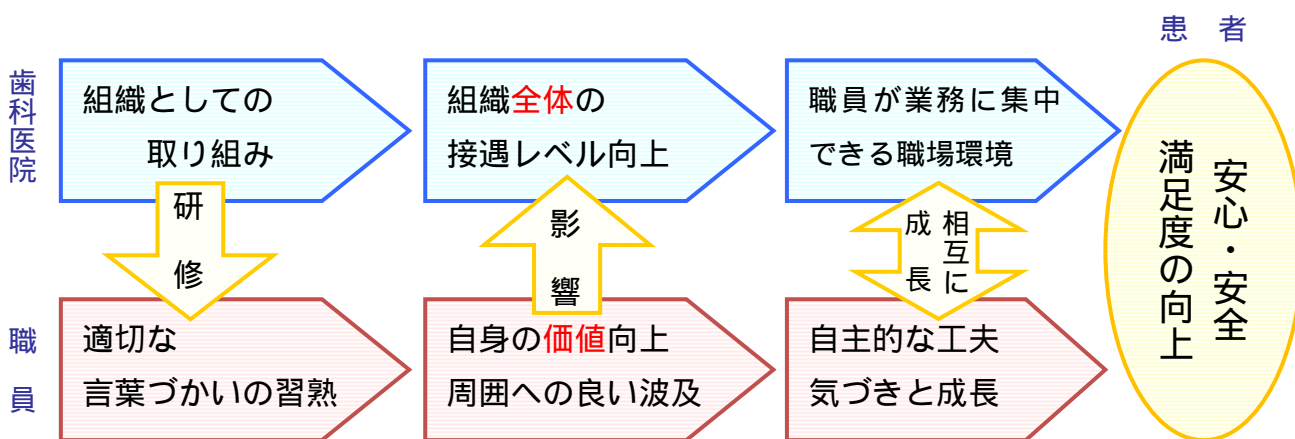 患者
歯科医院
組織としての
取り組み
組織全体の
接遇レベル向上
職員が業務に集中
できる職場環境
研修
影響
相互に
成長
安心・安全
満足度の向上
職員
適切な
言葉づかいの習熟
自身の価値向上
周囲への良い波及
自主的な工夫
気づきと成長